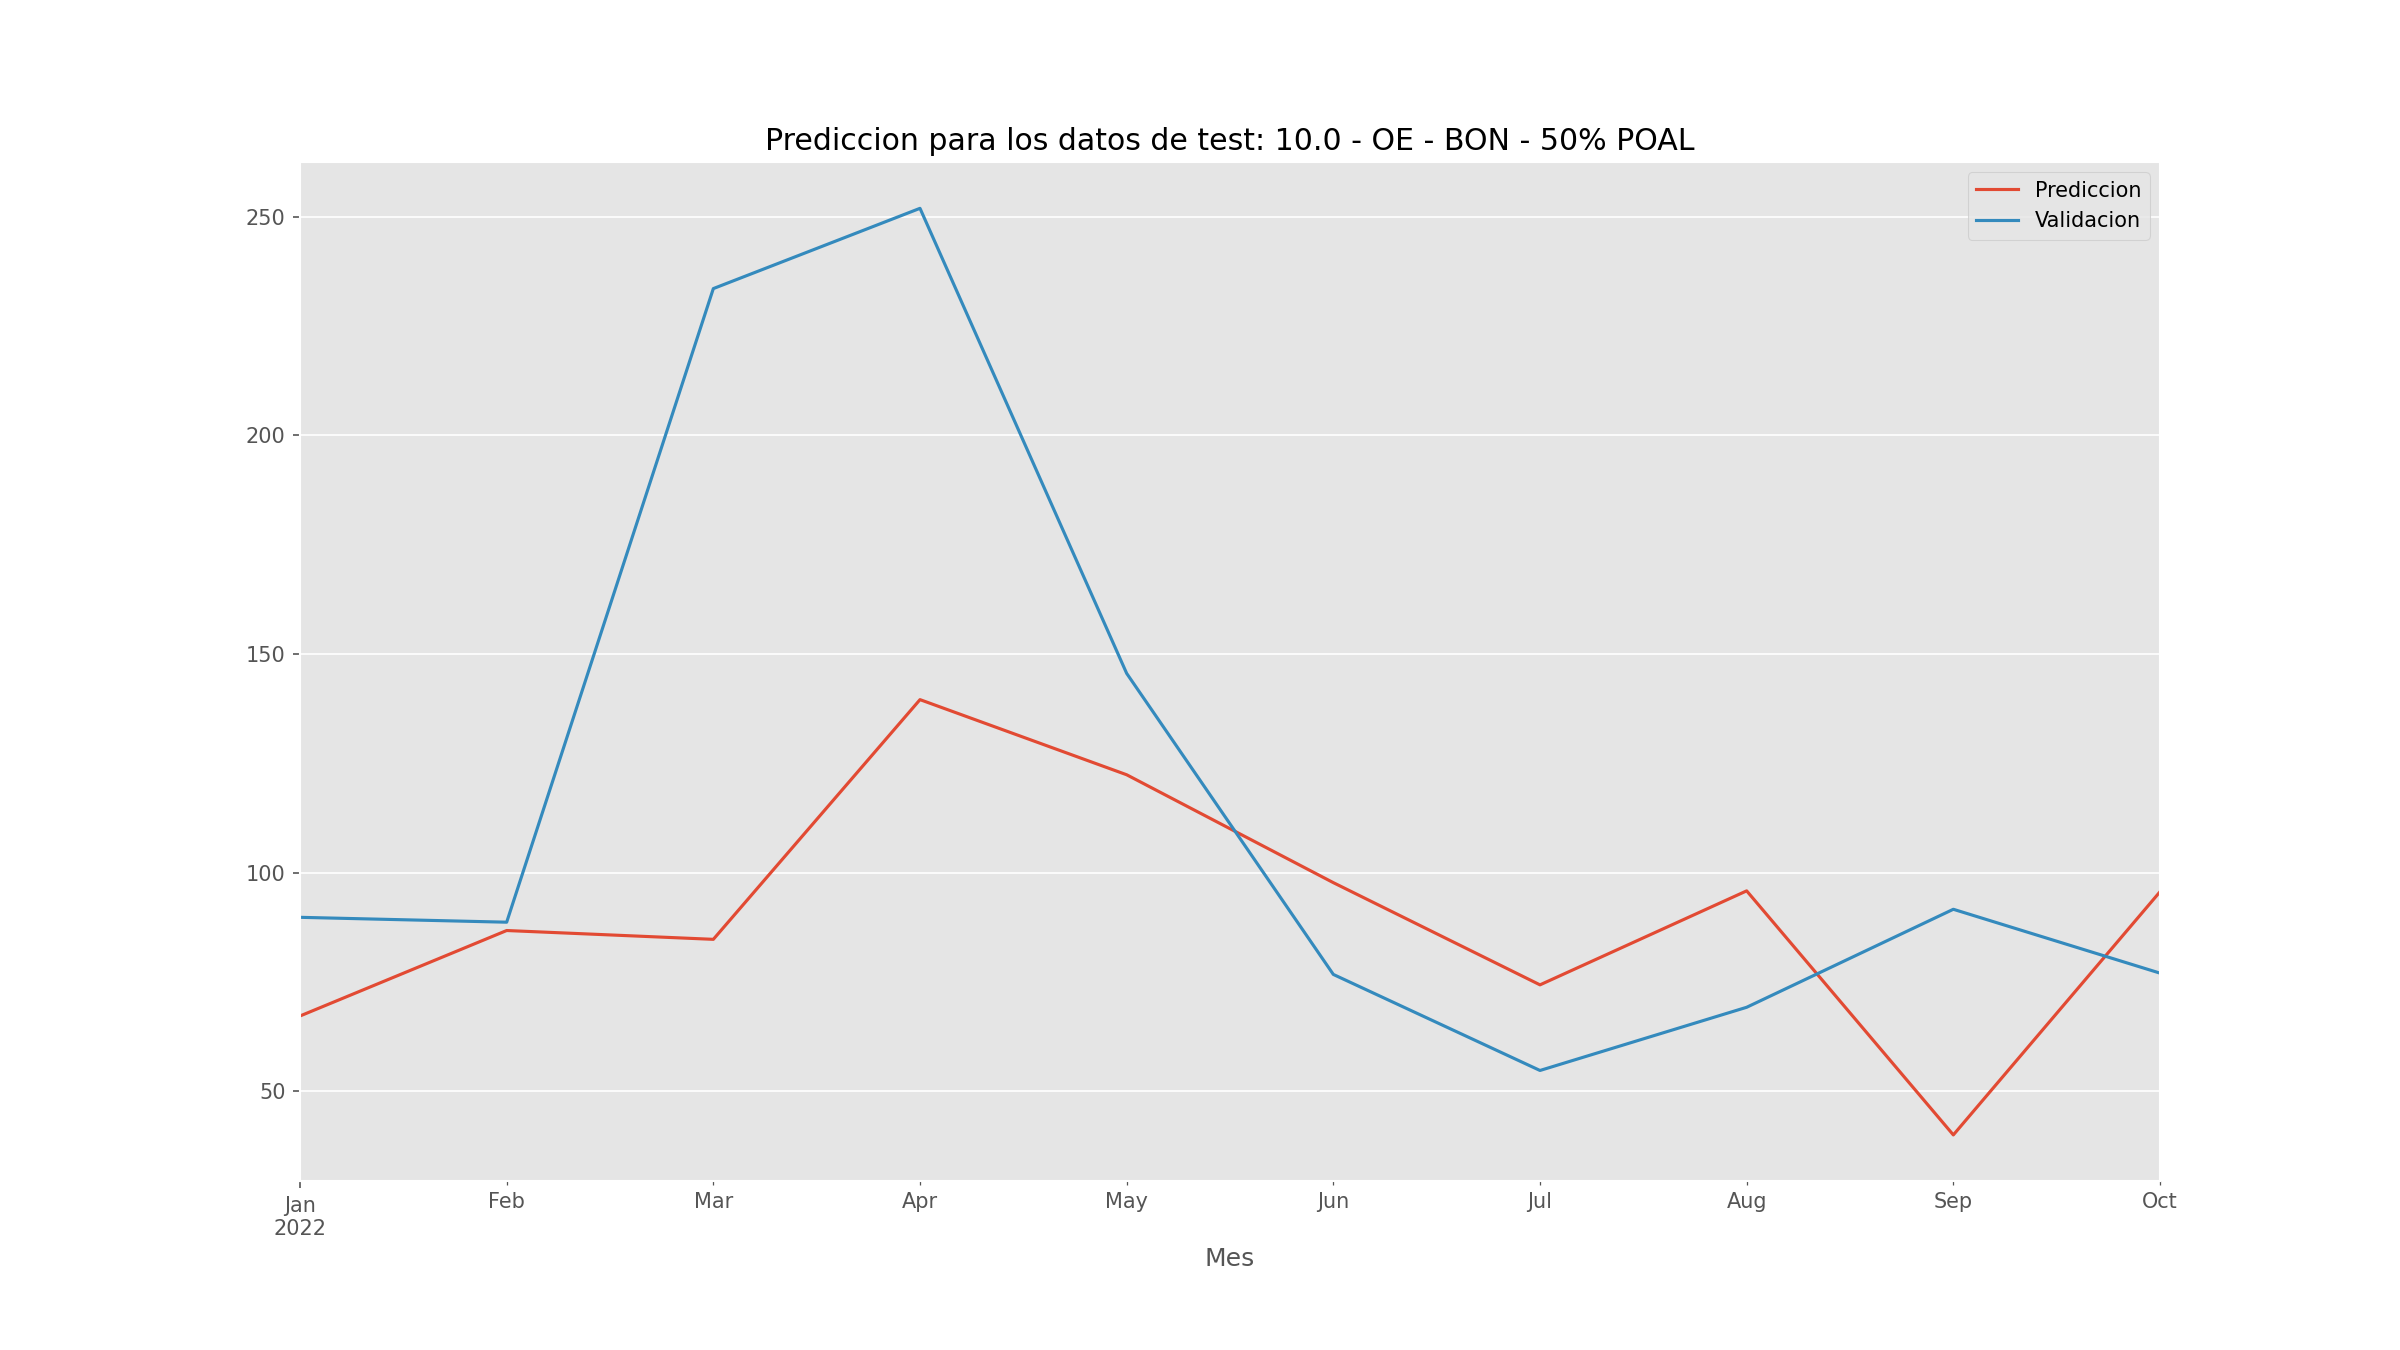 Prediccion para los datos de test: 10.0 - OE - BON - 50% POAL
Prediccion
Validacion
250
200
150
100
50
Jan Feb Mar Apr May Jun Jul Aug Sep Oct
2022
Mes